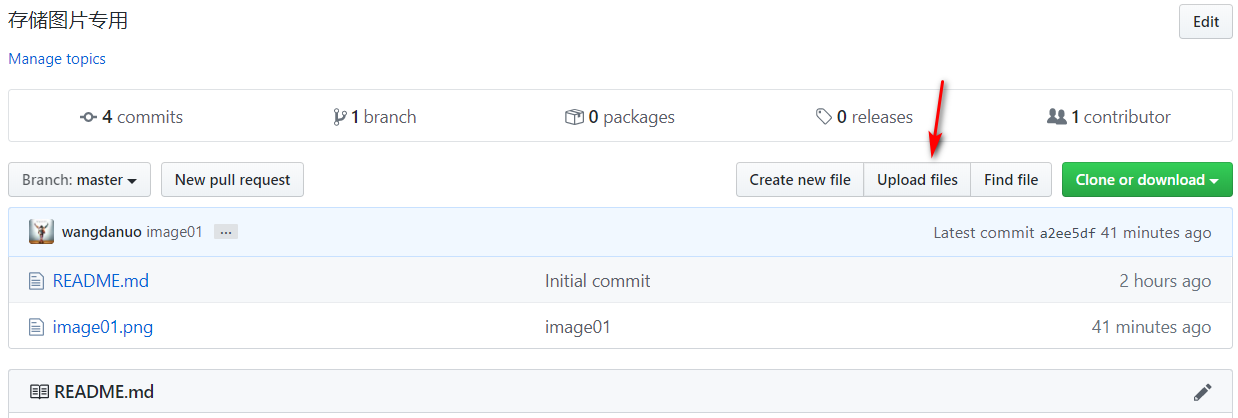 存储图片专用
Edit
Manage topics
4 commits
1 branch
0 packages
0 releases
1 contributor
Branch: master
New pull request
Create new file
Upload files
Find file
Clone or download
wangdanuo image01 ...
Latest commit a2ee5df 41 minutes ago
README.md
Initial commit
2 hours ago
image01.png
image01
41 minutes ago
README.md